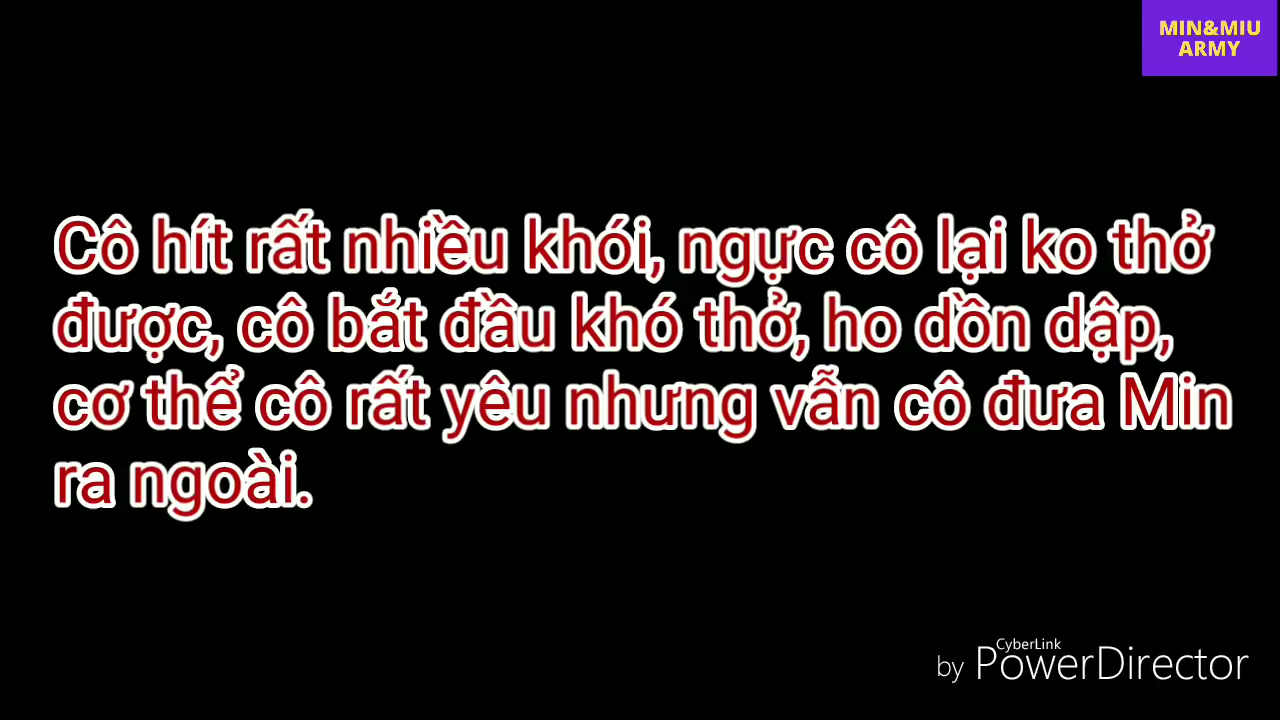 MIN&MIU
ARMY
Cô hít rất nhiều khói, ngực cô lại ko thở
được, cô bắt đầu khó thở, ho dồn dập,
cơ thể cô rất yêu nhưng vẫn cô đưa Min
ra ngoài.
CyberLink
by PowerDirector